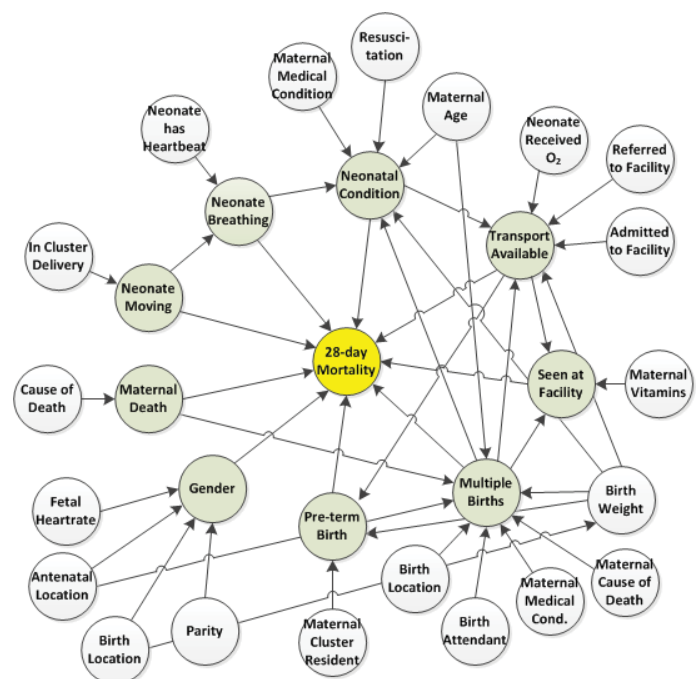 Resusci-
tation
Maternal
Medical
Condition
Maternal
Age
Neonate
has
Heartbeat
Neonate
Received
O₂
Referred
to Facility
Neonatal
Condition
Neonate
Breathing
Transport
Available
Admitted
to Facility
In Cluster
Delivery
Neonate
Moving
28-day
Mortality
Seen at
Facility
Maternal
Vitamins
Cause of
Death
Maternal
Death
Gender
Multiple
Births
Birth
Weight
Fetal
Heartrate
Pre-term
Birth
Antenatal
Location
Birth
Location
Maternal
Cause of
Death
Maternal
Medical
Cond.
Birth
Attendant
Parity
Birth
Location
Maternal
Cluster
Resident